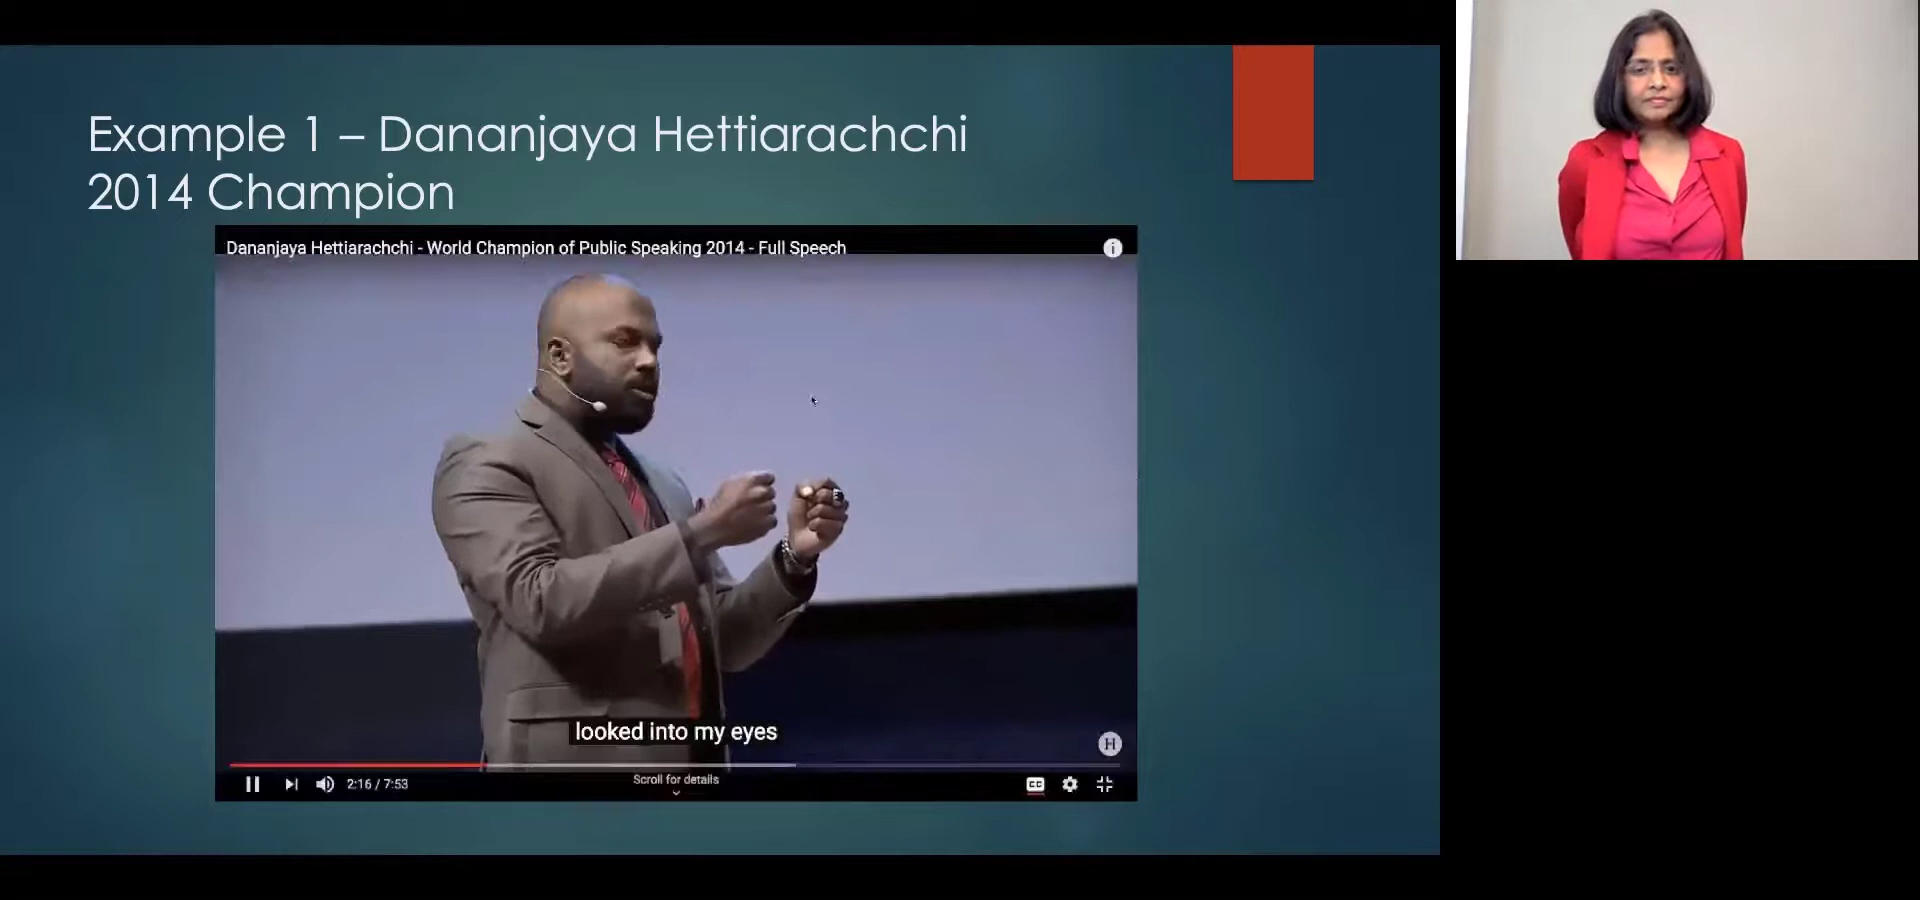 Example 1 – Dananjaya Hettiarachchi
2014 Champion
Dananjaya Hettiarachchi - World Champion of Public Speaking 2014 - Full Speech
i
looked into my eyes
H
2:16 / 7:53
Scroll for details
CC